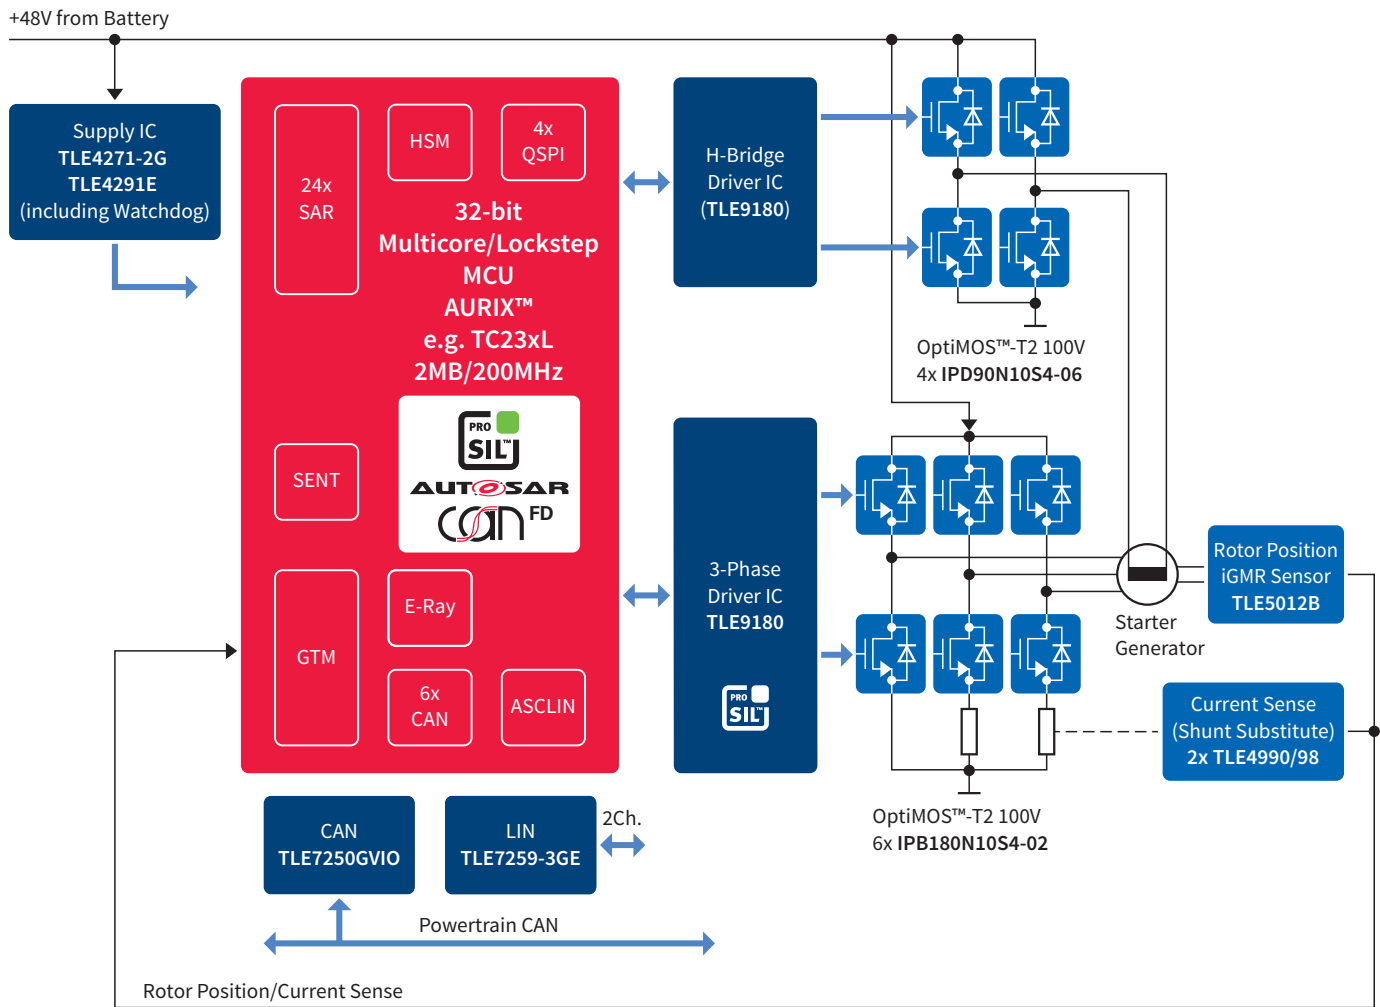 +48V from Battery
Supply IC
TLE4271-2G
TLE4291E
(including Watchdog)
24x
SAR
HSM
4x
QSPI
32-bit
Multicore/Lockstep
MCU
AURIX™
e.g. TC23xL
2MB/200MHz
PRO
SIL™
AUTOSAR
CAN FD
SENT
GTM
E-Ray
6x
CAN
ASCLIN
H-Bridge
Driver IC
(TLE9180)
OptiMOS™-T2 100V
4x IPD90N10S4-06
3-Phase
Driver IC
TLE9180
PRO
SIL™
Rotor Position
iGMR Sensor
TLE5012B
Starter
Generator
Current Sense
(Shunt Substitute)
2x TLE4990/98
OptiMOS™-T2 100V
6x IPB180N10S4-02
CAN
TLE7250GVIO
LIN
TLE7259-3GE
2Ch.
Powertrain CAN
Rotor Position/Current Sense